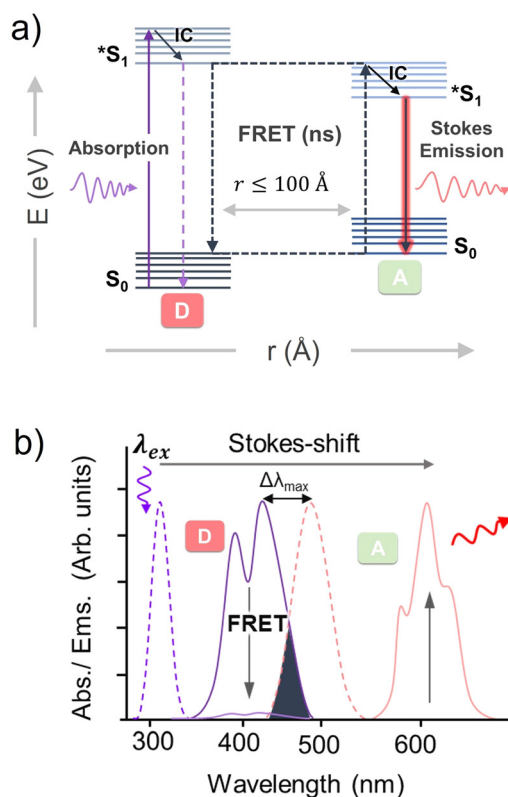 a)
*S1
IC
IC
*S1
E (eV)
Absorption
FRET (ns)
r ≤ 100 Å
Stokes
Emission
S0
S0
D
A
r (Å)
b)
λex
Stokes-shift
Δλmax
D
A
FRET
Abs./ Ems. (Arb. units)
300
400
500
600
Wavelength (nm)